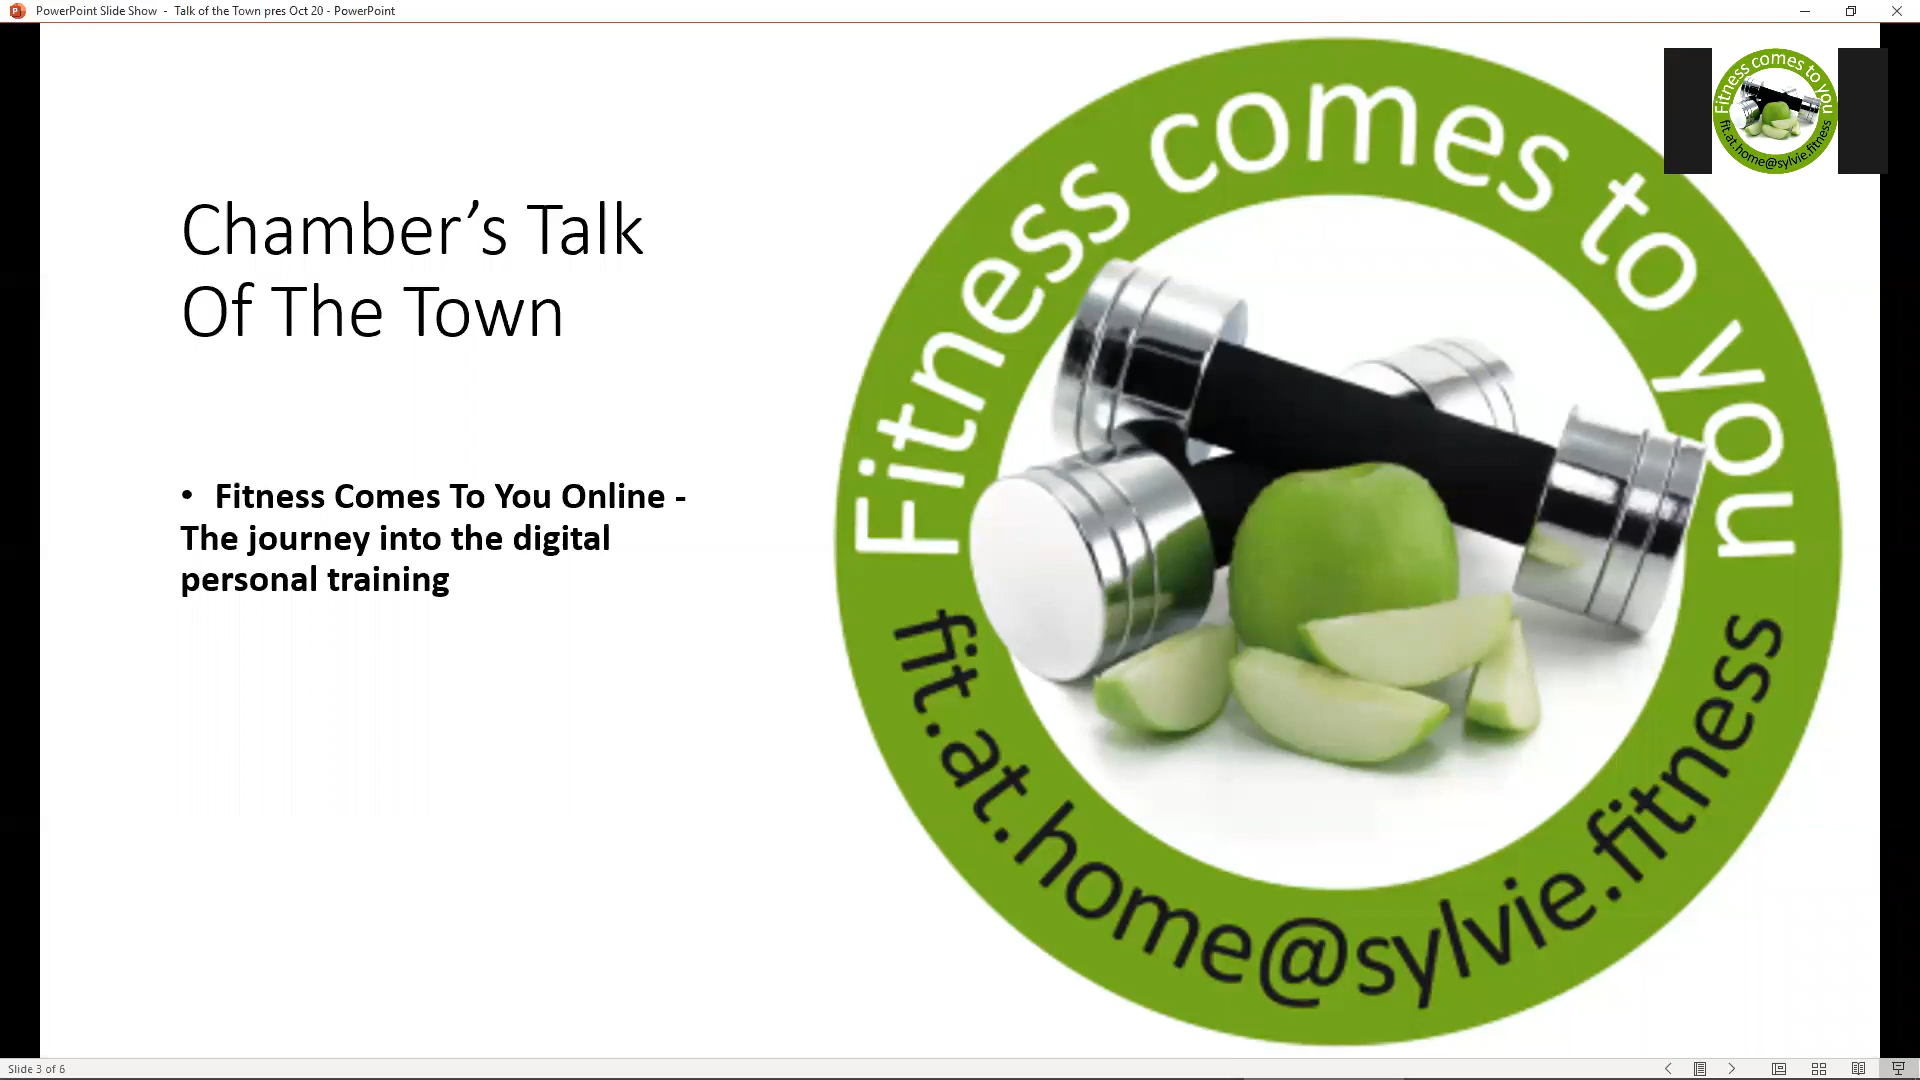 PowerPoint Slide Show - Talk of the Town pres Oct 20 - PowerPoint
Chamber’s Talk
Of The Town
• Fitness Comes To You Online -
The journey into the digital
personal training
Fitness comes to you
fit.at.home@sylvie.fitness
Fitness comes to you
fit.at.home@sylvie.fitness
Slide 3 of 6